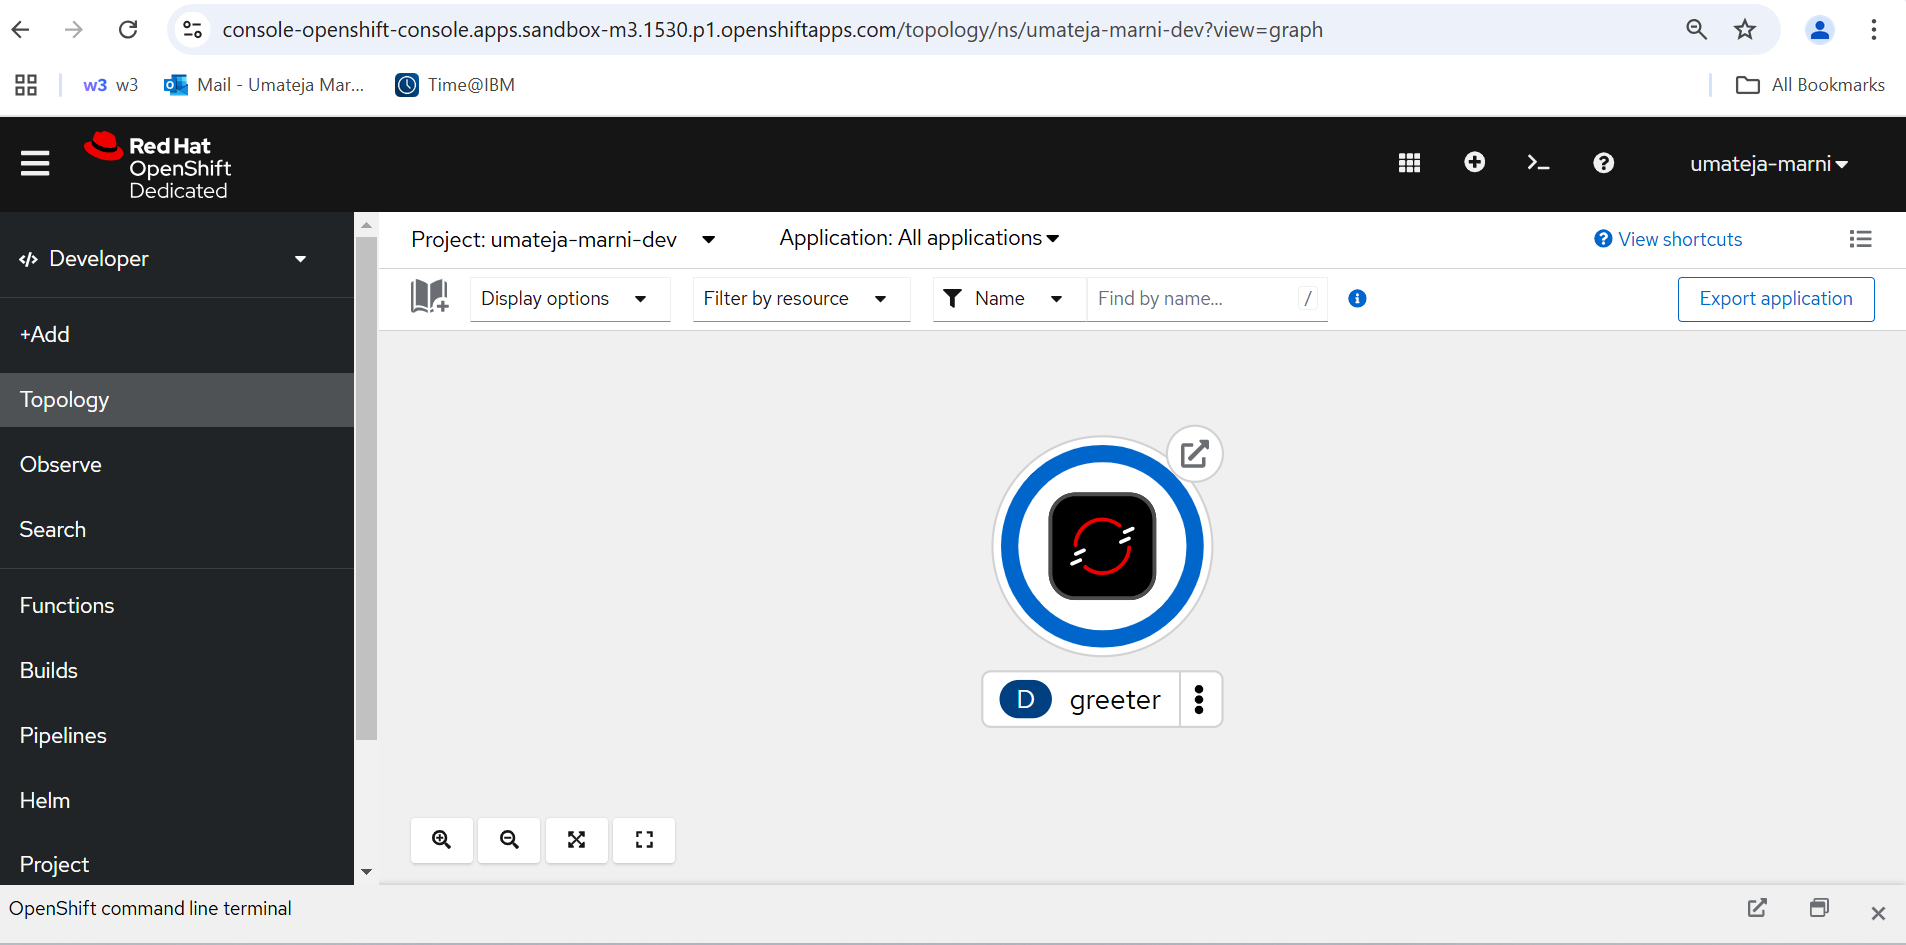 console-openshift-console.apps.sandbox-m3.1530.p1.openshiftapps.com/topology/ns/umateja-marni-dev?view=graph
w3 w3 Mail - Umateja Mar... Time@IBM All Bookmarks
Red Hat
OpenShift
Dedicated
umateja-marni
Developer
+Add
Topology
Observe
Search
Functions
Builds
Pipelines
Helm
Project
Project: umateja-marni-dev Application: All applications View shortcuts
Display options Filter by resource Name Find by name... / Export application
D greeter
OpenShift command line terminal